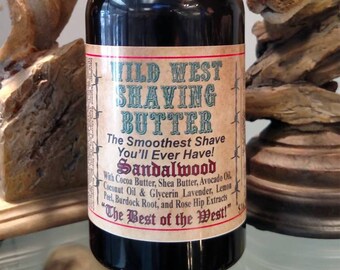 WILD WEST
SHAVING
BUTTER
The Smoothest Shave
You'll Ever Have!
Sandalwood
With Cocoa Butter, Shea Butter, Avocado Oil,
Coconut Oil & Glycerin Lavender, Lemon
Peel, Burdock Root, and Rose Hip Extracts
"The Best of the West!"